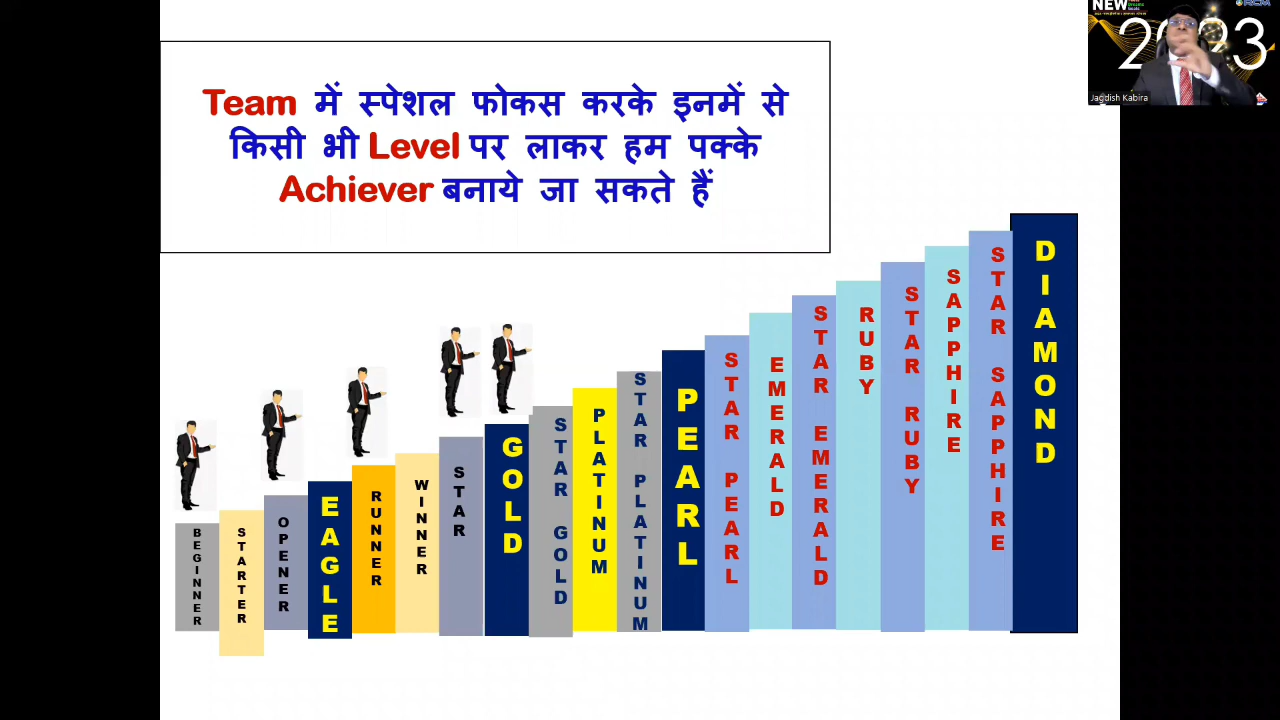 Team में स्पेशल फोकस करके इनमें से
किसी भी Level पर लाकर हम पक्के
Achiever बनाये जा सकते हैं
NEW
2023
RCM
Jagdish Kabira
BEGINNER
STARTER
OPENER
EAGLE
RUNNER
WINNER
STAR
GOLD
STAR GOLD
PLATINUM
STAR PLATINUM
PEARL
STAR PEARL
EMERALD
STAR EMERALD
RUBY
STAR RUBY
SAPPHIRE
STAR SAPPHIRE
DIAMOND